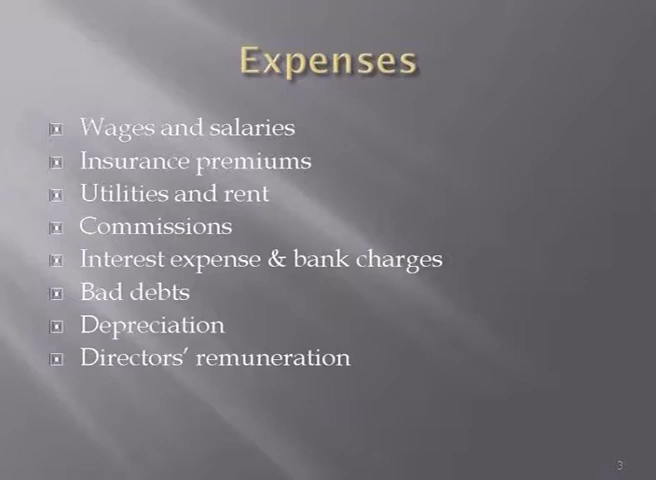 Expenses
Wages and salaries
Insurance premiums
Utilities and rent
Commissions
Interest expense & bank charges
Bad debts
Depreciation
Directors’ remuneration
3